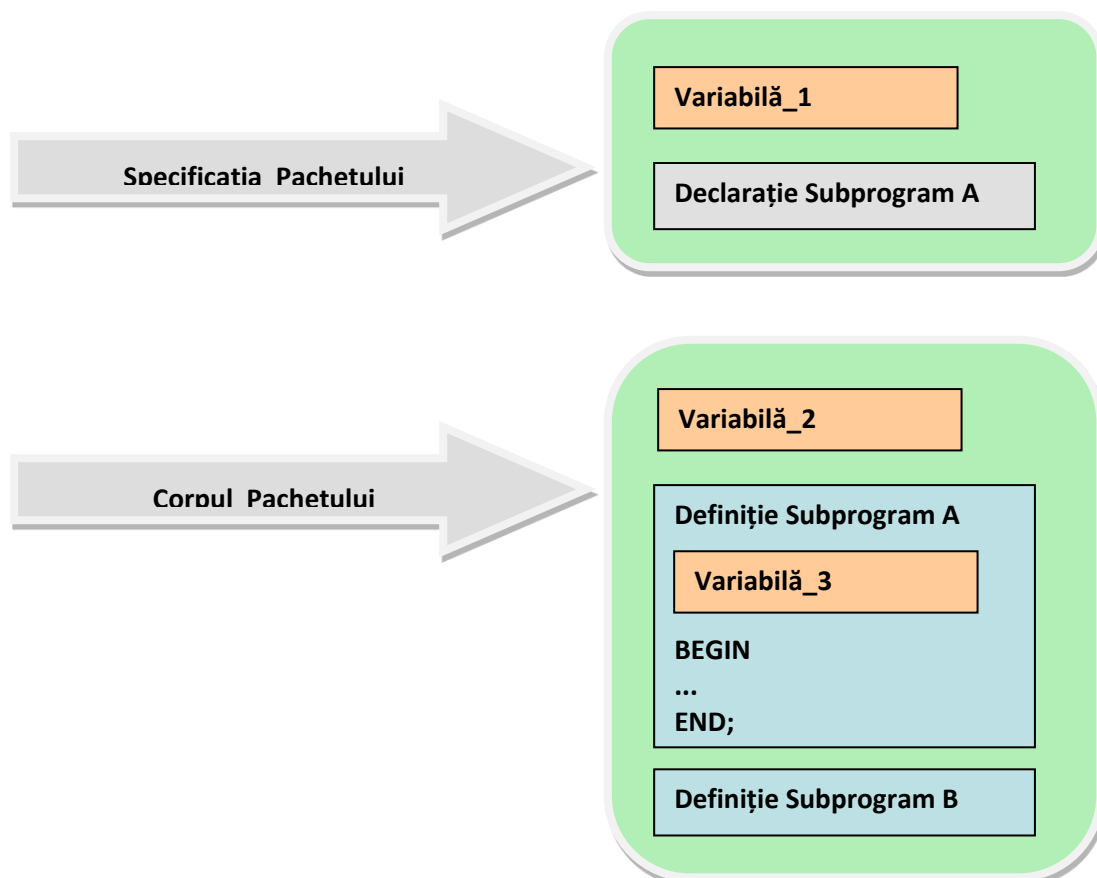 Variabilă_1
Specificatia Pachetului
Declarație Subprogram A
Variabilă_2
Corpul Pachetului
Definiție Subprogram A
Variabilă_3
BEGIN
...
END;
Definiție Subprogram B